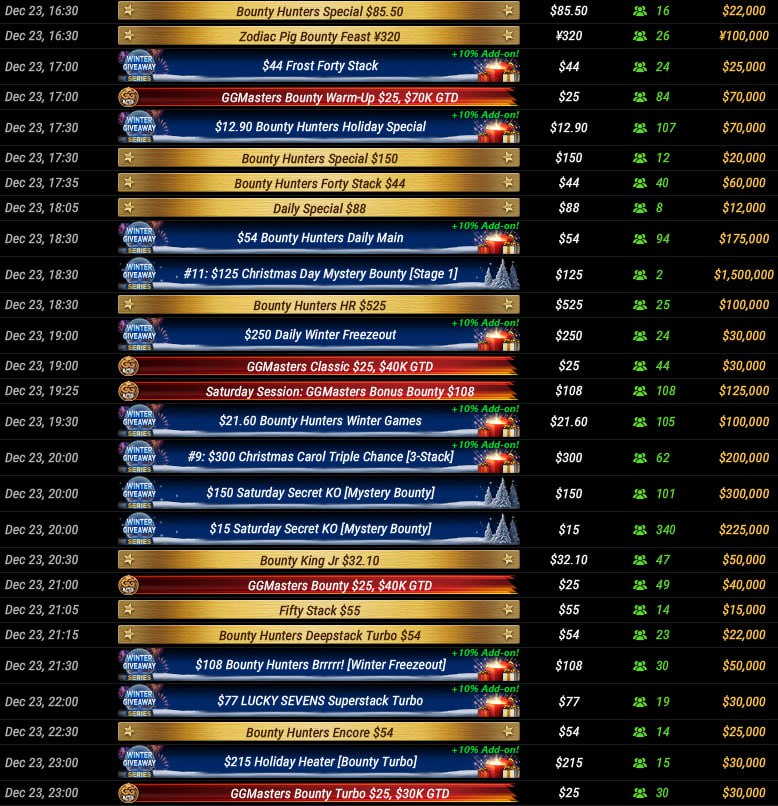 Dec 23, 16:30 Bounty Hunters Special $85.50 $85.50 16 $22,000
Dec 23, 16:30 Zodiac Pig Bounty Feast ¥320 ¥320 26 ¥100,000
Dec 23, 17:00 WINTER GIVEAWAY SERIES $44 Frost Forty Stack +10% Add-on! $44 24 $25,000
Dec 23, 17:00 GGMasters Bounty Warm-Up $25, $70K GTD $25 84 $70,000
Dec 23, 17:30 WINTER GIVEAWAY SERIES $12.90 Bounty Hunters Holiday Special +10% Add-on! $12.90 107 $70,000
Dec 23, 17:30 Bounty Hunters Special $150 $150 12 $20,000
Dec 23, 17:35 Bounty Hunters Forty Stack $44 $44 40 $60,000
Dec 23, 18:05 Daily Special $88 $88 8 $12,000
Dec 23, 18:30 WINTER GIVEAWAY SERIES $54 Bounty Hunters Daily Main +10% Add-on! $54 94 $175,000
Dec 23, 18:30 WINTER GIVEAWAY SERIES #11: $125 Christmas Day Mystery Bounty [Stage 1] $125 2 $1,500,000
Dec 23, 18:30 Bounty Hunters HR $525 $525 25 $100,000
Dec 23, 19:00 WINTER GIVEAWAY SERIES $250 Daily Winter Freezeout +10% Add-on! $250 24 $30,000
Dec 23, 19:00 GGMasters Classic $25, $40K GTD $25 44 $30,000
Dec 23, 19:25 Saturday Session: GGMasters Bonus Bounty $108 $108 108 $125,000
Dec 23, 19:30 WINTER GIVEAWAY SERIES $21.60 Bounty Hunters Winter Games +10% Add-on! $21.60 105 $100,000
Dec 23, 20:00 WINTER GIVEAWAY SERIES #9: $300 Christmas Carol Triple Chance [3-Stack] +10% Add-on! $300 62 $200,000
Dec 23, 20:00 WINTER GIVEAWAY SERIES $150 Saturday Secret KO [Mystery Bounty] $150 101 $300,000
Dec 23, 20:00 WINTER GIVEAWAY SERIES $15 Saturday Secret KO [Mystery Bounty] $15 340 $225,000
Dec 23, 20:30 Bounty King Jr $32.10 $32.10 47 $50,000
Dec 23, 21:00 GGMasters Bounty $25, $40K GTD $25 49 $40,000
Dec 23, 21:05 Fifty Stack $55 $55 14 $15,000
Dec 23, 21:15 Bounty Hunters Deepstack Turbo $54 $54 23 $22,000
Dec 23, 21:30 WINTER GIVEAWAY SERIES $108 Bounty Hunters Brrrrr! [Winter Freezeout] +10% Add-on! $108 30 $50,000
Dec 23, 22:00 WINTER GIVEAWAY SERIES $77 LUCKY SEVENS Superstack Turbo +10% Add-on! $77 19 $30,000
Dec 23, 22:30 Bounty Hunters Encore $54 $54 14 $25,000
Dec 23, 23:00 WINTER GIVEAWAY SERIES $215 Holiday Heater [Bounty Turbo] +10% Add-on! $215 15 $30,000
Dec 23, 23:00 GGMasters Bounty Turbo $25, $30K GTD $25 30 $30,000